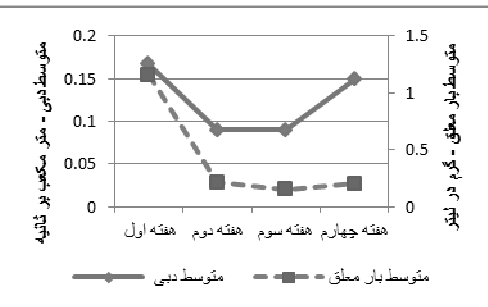 متوسط دبی - متر مکعب بر ثانیه
0.2
0.15
0.1
0.05
0
1.5
1
0.5
0
متوسط بار معلق - گرم در لیتر
هفته اول هفته دوم هفته سوم هفته چهارم
متوسط دبی
متوسط بار معلق